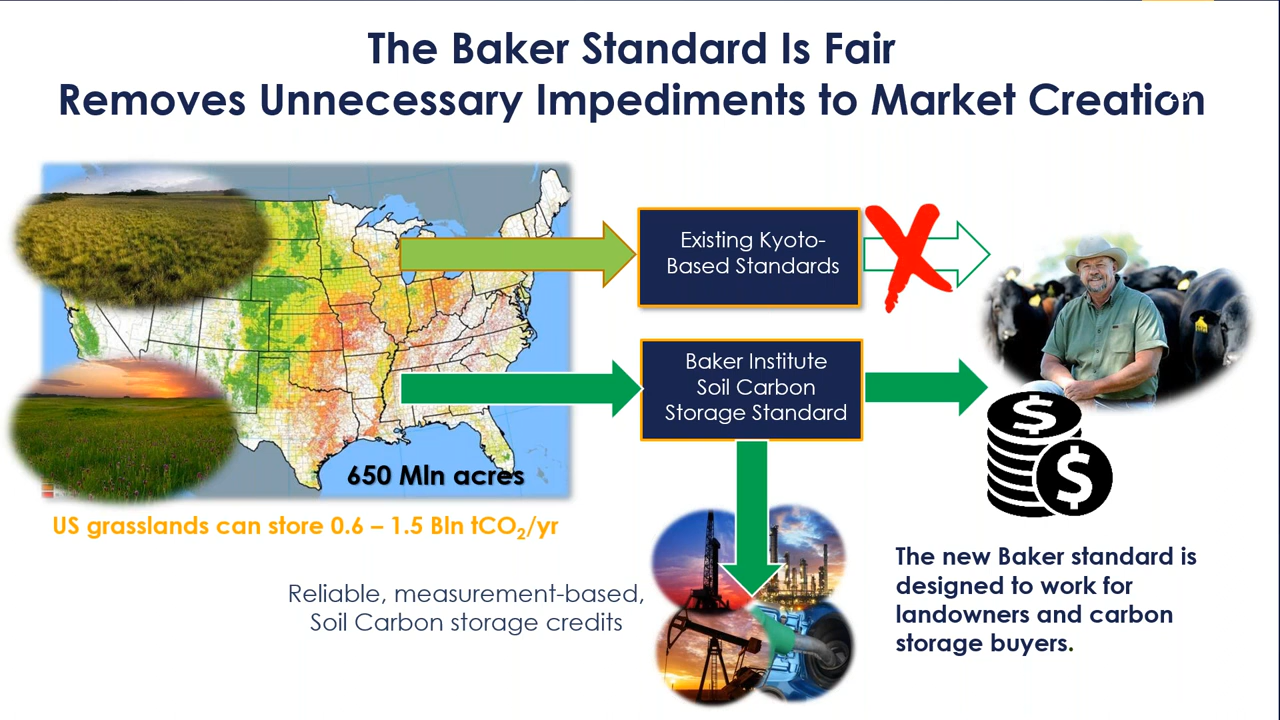 The Baker Standard Is Fair
Removes Unnecessary Impediments to Market Creation
Existing Kyoto-
Based Standards
Baker Institute
Soil Carbon
Storage Standard
650 Mln acres
US grasslands can store 0.6 – 1.5 Bln tCO₂/yr
Reliable, measurement-based,
Soil Carbon storage credits
$
$
The new Baker standard is
designed to work for
landowners and carbon
storage buyers.